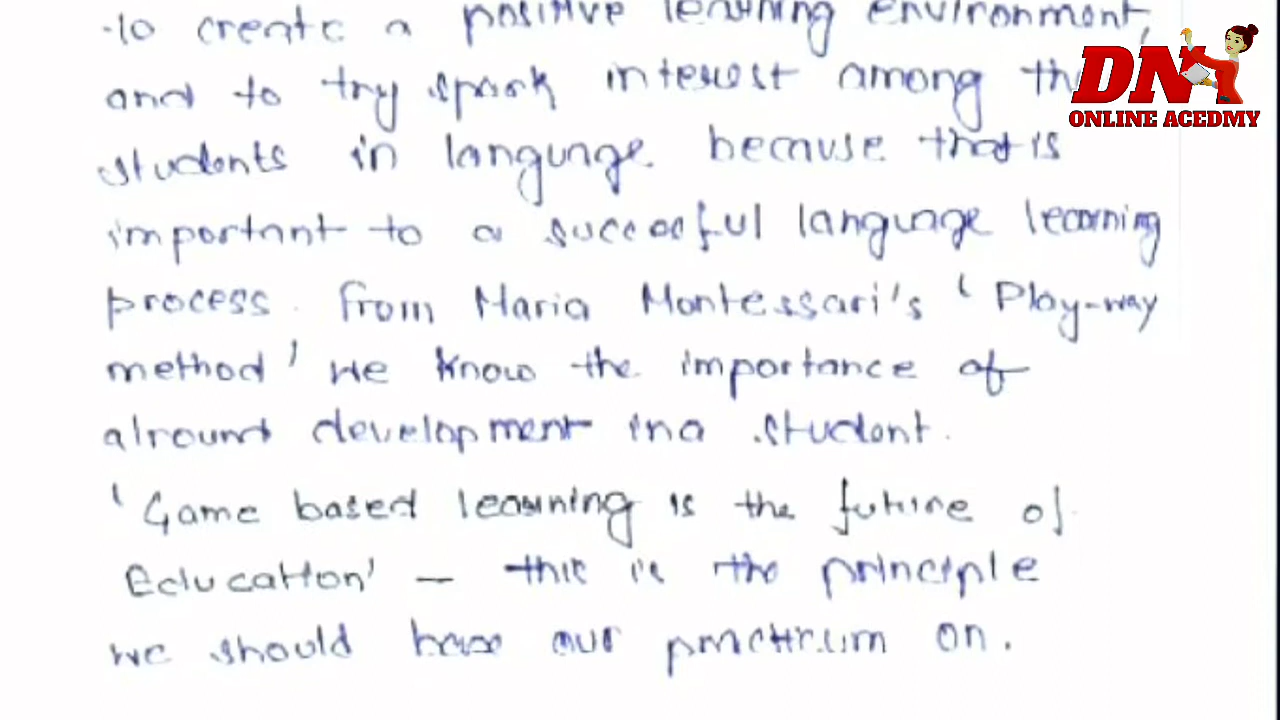 to create a positive learning environment,
and to try spark interest among the
students in language because that is
important to a successful language learning
process. From Maria Montessari's ' Play-way
method ' we know the importance of
alround development in a student.
' Game based learning is the future of
Education' — this is the principle
we should base our on.
DN
ONLINE ACEDMY